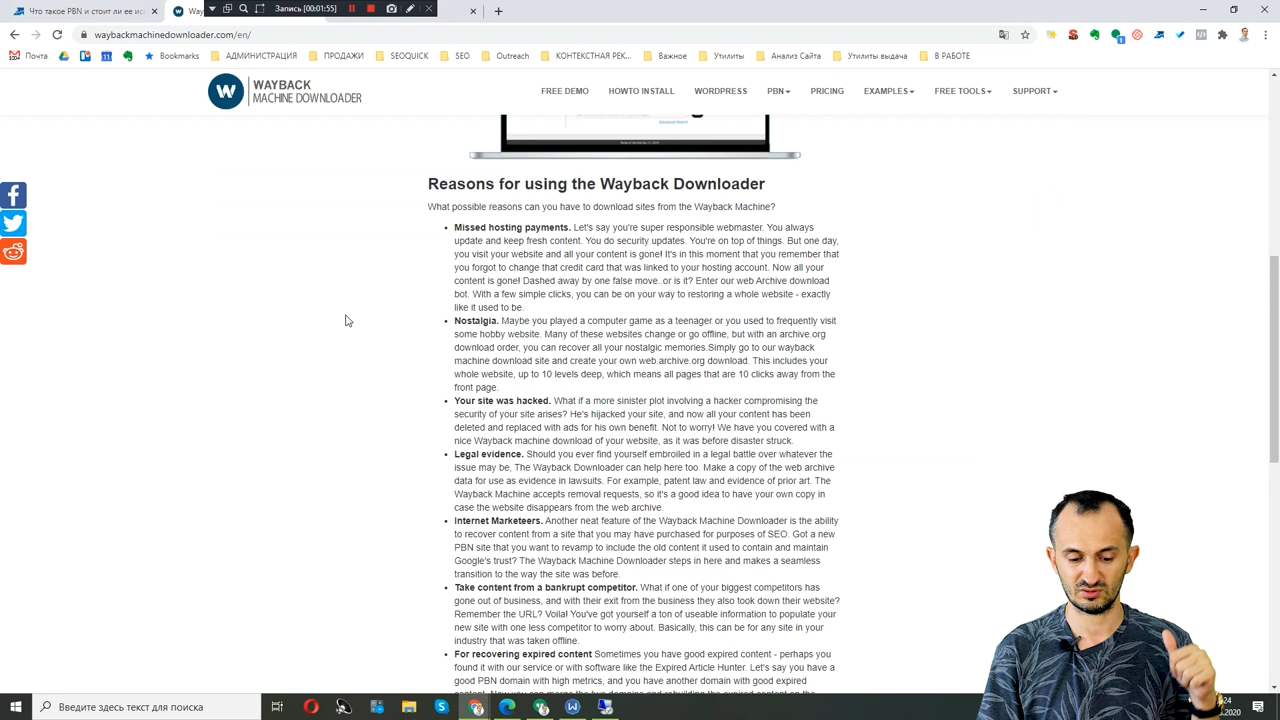 Что такое PBN и стоит ли ее исп
Way
Запись [00:01:55]
waybackmachinedownloader.com/en/
Почта
Bookmarks
АДМИНИСТРАЦИЯ
ПРОДАЖИ
SEOQUICK
SEO
Outreach
КОНТЕКСТНАЯ РЕК...
Важное
Утилиты
Анализ Сайта
Утилиты выдача
В РАБОТЕ
WAYBACK
MACHINE DOWNLOADER
FREE DEMO
HOWTO INSTALL
WORDPRESS
PBN
PRICING
EXAMPLES
FREE TOOLS
SUPPORT
Reasons for using the Wayback Downloader
What possible reasons can you have to download sites from the Wayback Machine?
Missed hosting payments. Let's say you're super responsible webmaster. You always
update and keep fresh content. You do security updates. You're on top of things. But one day,
you visit your website and all your content is gone! It's in this moment that you remember that
you forgot to change that credit card that was linked to your hosting account. Now all your
content is gone! Dashed away by one false move..or is it? Enter our web Archive download
bot. With a few simple clicks, you can be on your way to restoring a whole website - exactly
like it used to be.
Nostalgia. Maybe you played a computer game as a teenager or you used to frequently visit
some hobby website. Many of these websites change or go offline, but with an archive.org
download order, you can recover all your nostalgic memories.Simply go to our wayback
machine download site and create your own web.archive.org download. This includes your
whole website, up to 10 levels deep, which means all pages that are 10 clicks away from the
front page.
Your site was hacked. What if a more sinister plot involving a hacker compromising the
security of your site arises? He's hijacked your site, and now all your content has been
deleted and replaced with ads for his own benefit. Not to worry! We have you covered with a
nice Wayback machine download of your website, as it was before disaster struck.
Legal evidence. Should you ever find yourself embroiled in a legal battle over whatever the
issue may be, The Wayback Downloader can help here too. Make a copy of the web archive
data for use as evidence in lawsuits. For example, patent law and evidence of prior art. The
Wayback Machine accepts removal requests, so it's a good idea to have your own copy in
case the website disappears from the web archive.
Internet Marketeers. Another neat feature of the Wayback Machine Downloader is the ability
to recover content from a site that you may have purchased for purposes of SEO. Got a new
PBN site that you want to revamp to include the old content it used to contain and maintain
Google's trust? The Wayback Machine Downloader steps in here and makes a seamless
transition to the way the site was before.
Take content from a bankrupt competitor. What if one of your biggest competitors has
gone out of business, and with their exit from the business they also took down their website?
Remember the URL? Voila! You've got yourself a ton of useable information to populate your
new site with one less competitor to worry about. Basically, this can be for any site in your
industry that was taken offline.
For recovering expired content Sometimes you have good expired content - perhaps you
found it with our service or with software like the Expired Article Hunter. Let's say you have a
good PBN domain with high metrics, and you have another domain with good expired
Введите здесь текст для поиска